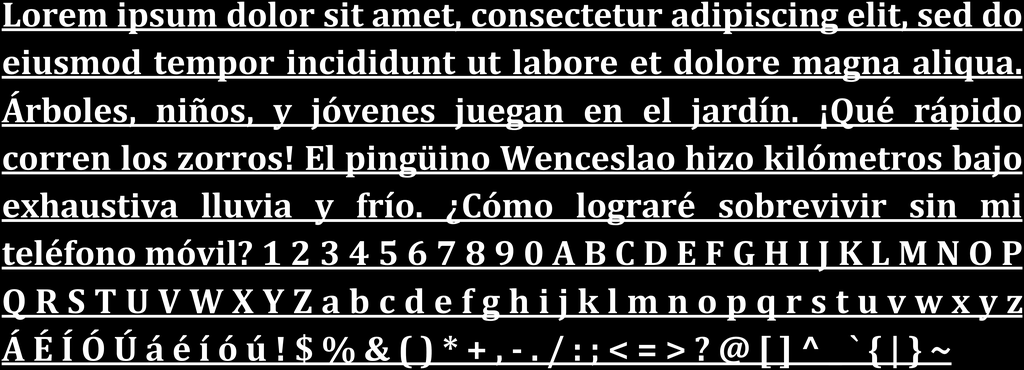 Lorem ipsum dolor sit amet, consectetur adipiscing elit, sed do
eiusmod tempor incididunt ut labore et dolore magna aliqua.
Árboles, niños, y jóvenes juegan en el jardín. ¡Qué rápido
corren los zorros! El pingüino Wenceslao hizo kilómetros bajo
exhaustiva lluvia y frío. ¿Cómo lograré sobrevivir sin mi
teléfono móvil? 1 2 3 4 5 6 7 8 9 0 A B C D E F G H I J K L M N O P
Q R S T U V W X Y Z a b c d e f g h i j k l m n o p q r s t u v w x y z
Á É Í Ó Ú á é í ó ú ! $ % & ( ) * + , - . / : ; < = > ? @ [ ] ^ ` { | } ~